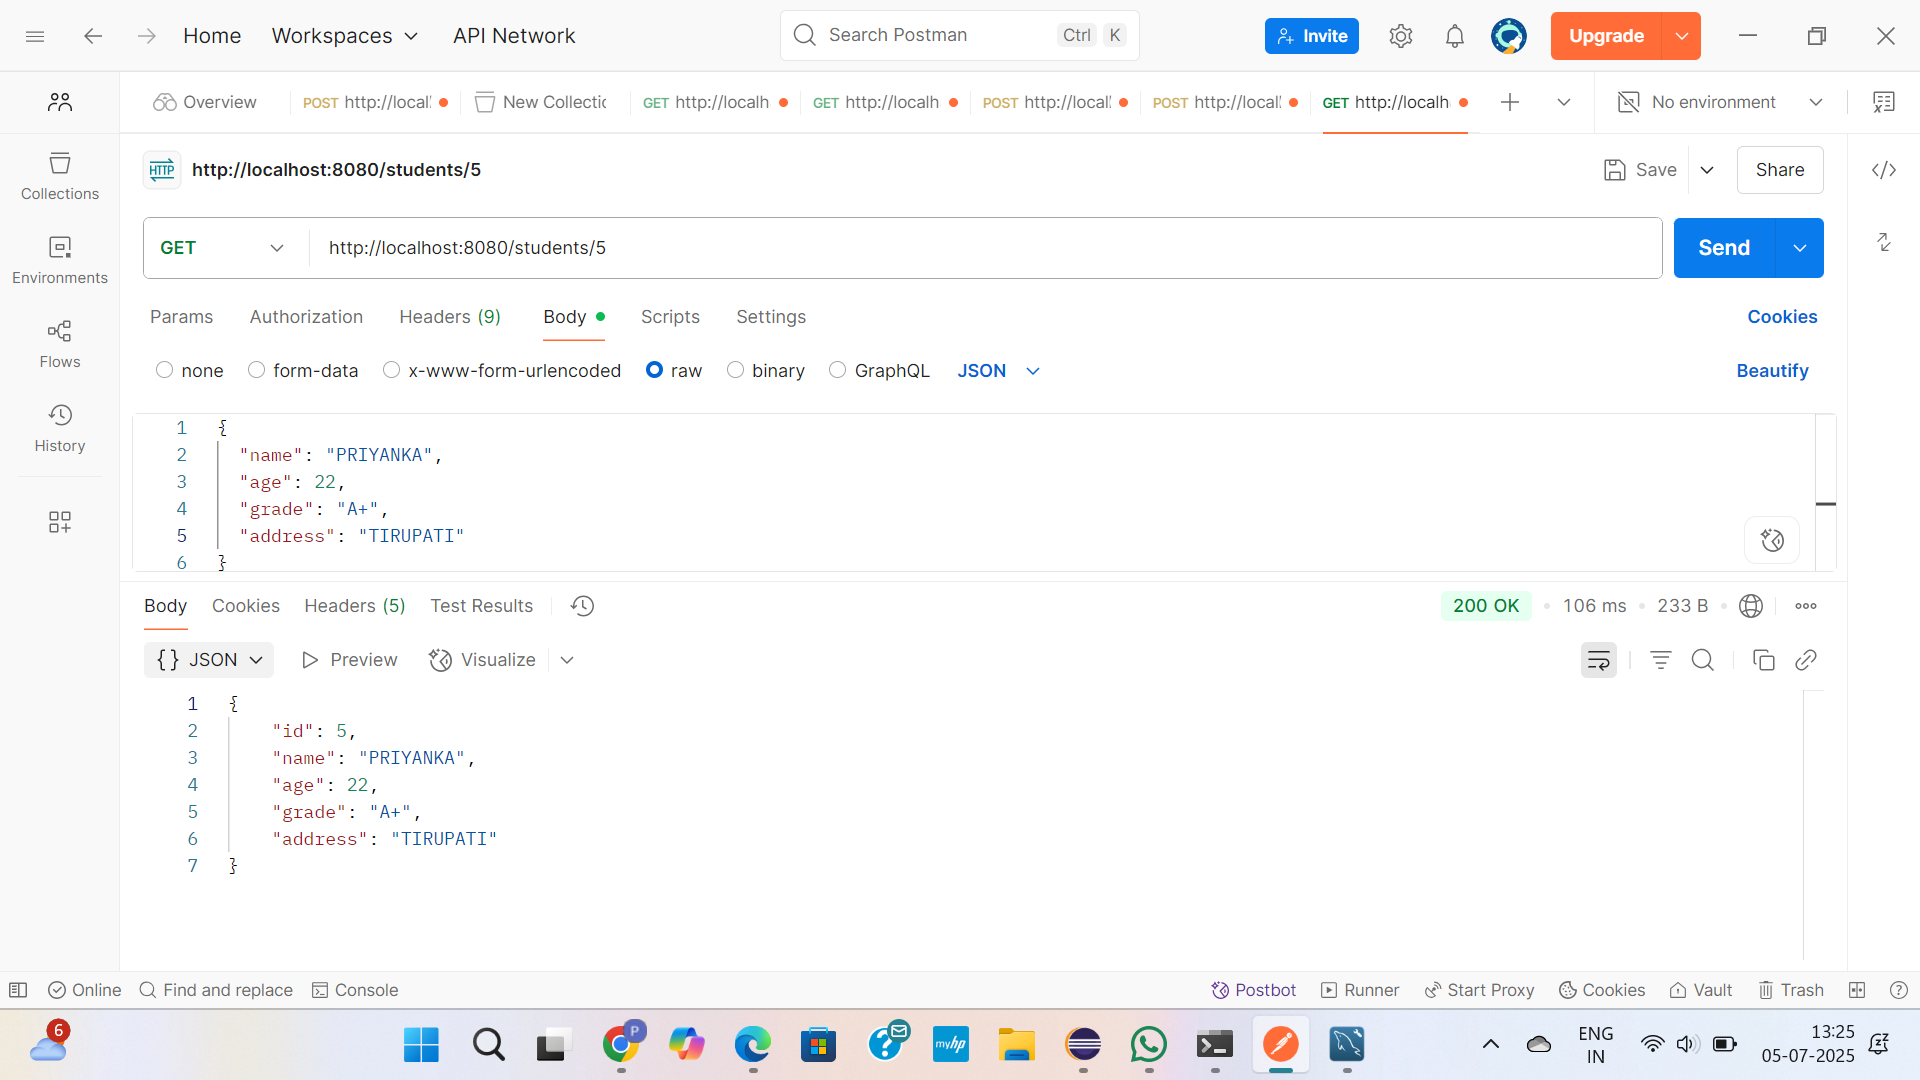 Home Workspaces API Network Search Postman Ctrl K Invite Upgrade
Overview POST http://local New Collectic GET http://localh GET http://localh POST http://local POST http://local GET http://localh No environment
HTTP http://localhost:8080/students/5 Save Share
GET http://localhost:8080/students/5 Send
Collections
Environments
Flows
History
Params Authorization Headers (9) Body Scripts Settings Cookies
none form-data x-www-form-urlencoded raw binary GraphQL JSON Beautify
1 {
2 "name": "PRIYANKA",
3 "age": 22,
4 "grade": "A+",
5 "address": "TIRUPATI"
6 }
Body Cookies Headers (5) Test Results 200 OK 106 ms 233 B
{} JSON Preview Visualize
1 {
2 "id": 5,
3 "name": "PRIYANKA",
4 "age": 22,
5 "grade": "A+",
6 "address": "TIRUPATI"
7 }
Online Find and replace Console Postbot Runner Start Proxy Cookies Vault Trash
6 P myhp ENG 13:25
IN 05-07-2025